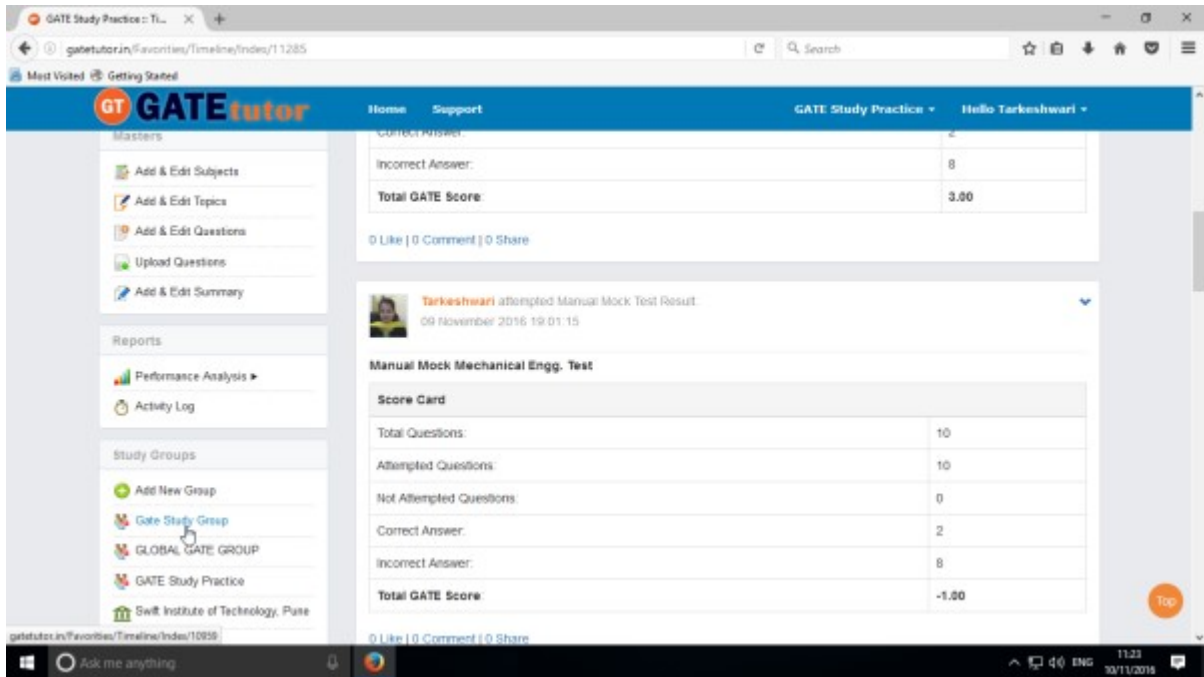 GATE Study Practice :: Ti...
gatetutor.in/Favorities/Timeline/Index/11285
Search
Most Visited
Getting Started
GT GATEtutor
Home
Support
GATE Study Practice
Hello Tarkeshwari
Masters
Add & Edit Subjects
Add & Edit Topics
Add & Edit Questions
Upload Questions
Add & Edit Summary
Reports
Performance Analysis
Activity Log
Study Groups
Add New Group
Gate Study Group
GLOBAL GATE GROUP
GATE Study Practice
Swift Institute of Technology, Pune
gatetutor.in/Favorities/Timeline/Index/10959
Correct Answer: 2
Incorrect Answer: 8
Total GATE Score: 3.00
0 Like | 0 Comment | 0 Share
Tarkeshwari attempted Manual Mock Test Result.
09 November 2016 19:01:15
Manual Mock Mechanical Engg. Test
Score Card
Total Questions: 10
Attempted Questions: 10
Not Attempted Questions: 0
Correct Answer: 2
Incorrect Answer: 8
Total GATE Score: -1.00
0 Like | 0 Comment | 0 Share
Top
Ask me anything
ENG
11:23
10/11/2016